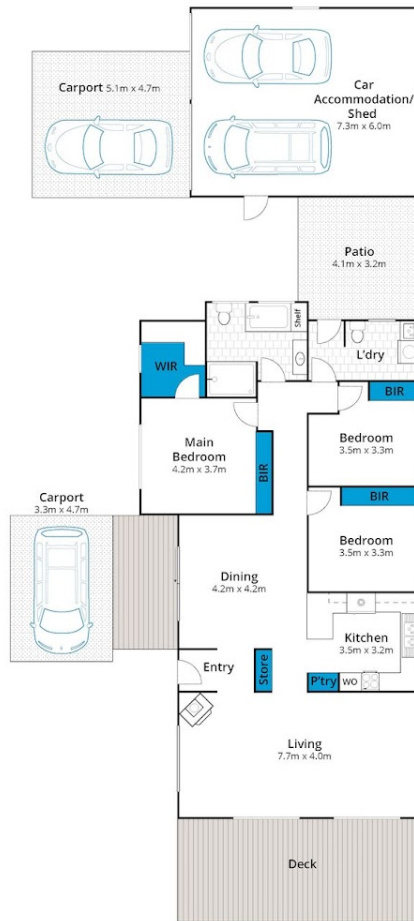 Carport 5.1m x 4.7m
Car
Accommodation/
Shed
7.3m x 6.0m
Patio
4.1m x 3.2m
Shelf
L'dry
WIR
BIR
Main
Bedroom
4.2m x 3.7m
BIR
Bedroom
3.5m x 3.3m
BIR
Bedroom
3.5m x 3.3m
Carport
3.3m x 4.7m
Dining
4.2m x 4.2m
Kitchen
3.5m x 3.2m
Entry
Store
P'try
WO
Living
7.7m x 4.0m
Deck